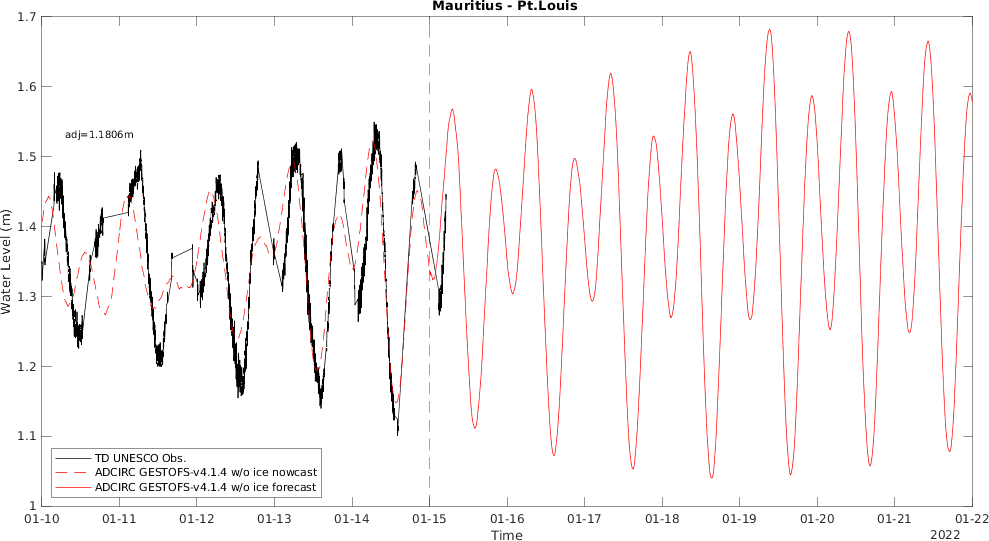 Mauritius - Pt.Louis
1.7
1.6
1.5
1.4
1.3
1.2
1.1
1
Water Level (m)
adj=1.1806m
TD UNESCO Obs.
ADCIRC GESTOFS-v4.1.4 w/o ice nowcast
ADCIRC GESTOFS-v4.1.4 w/o ice forecast
01-10 01-11 01-12 01-13 01-14 01-15 01-16 01-17 01-18 01-19 01-20 01-21 01-22
Time
2022